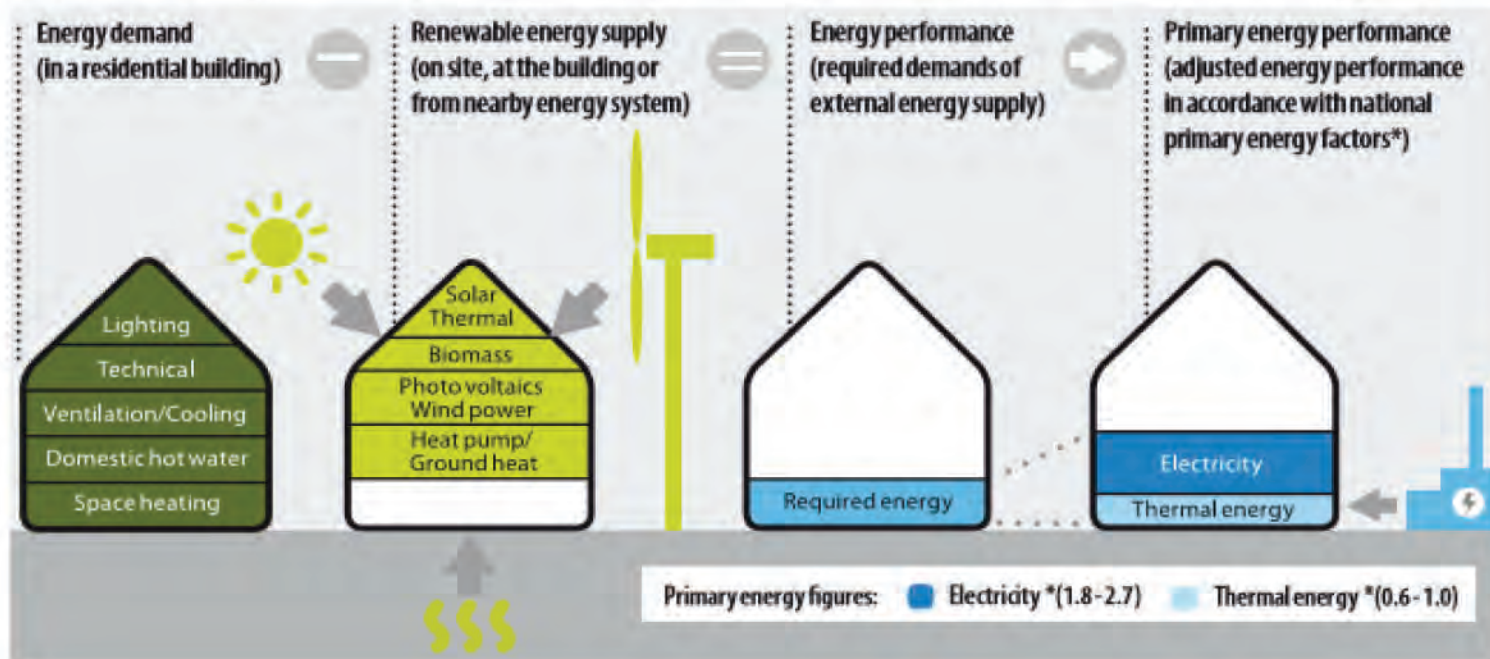 Energy demand
(in a residential building)
Renewable energy supply
(on site, at the building or
from nearby energy system)
Energy performance
(required demands of
external energy supply)
Primary energy performance
(adjusted energy performance
in accordance with national
primary energy factors*)
Lighting
Technical
Ventilation/Cooling
Domestic hot water
Space heating
Solar
Thermal
Biomass
Photo voltaics
Wind power
Heat pump/
Ground heat
Required energy
Electricity
Thermal energy
Primary energy figures: Electricity *(1.8-2.7) Thermal energy *(0.6-1.0)